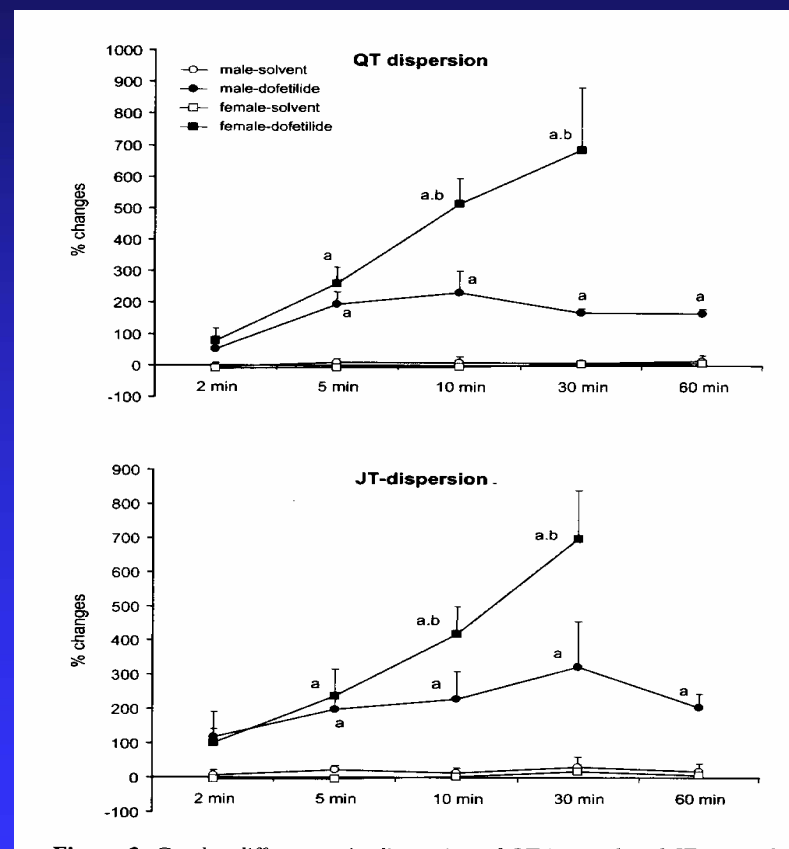 QT dispersion
1000
900
800
700
600
500
400
300
200
100
0
-100
% changes
male-solvent
male-dofetilide
female-solvent
female-dofetilide
a
a
a.b
a
a.b
a
a
2 min 5 min 10 min 30 min 60 min
JT-dispersion
900
800
700
600
500
400
300
200
100
0
-100
% changes
a
a
a.b
a
a.b
a
a
2 min 5 min 10 min 30 min 60 min